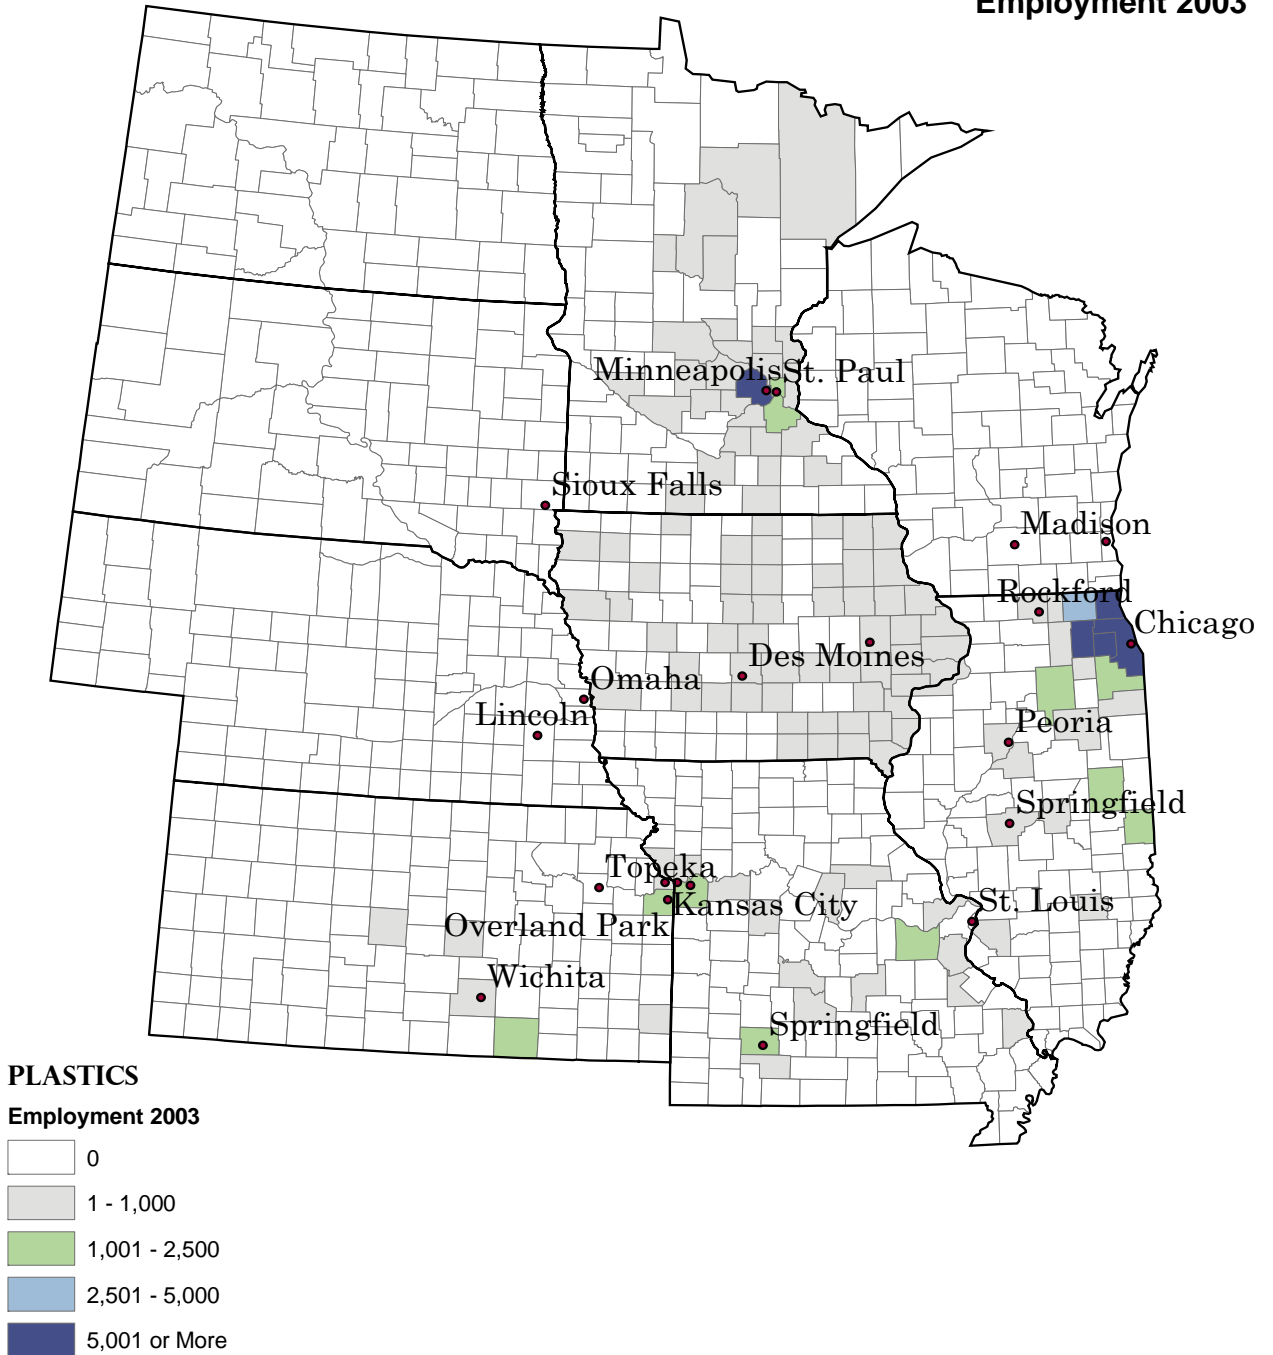 Employment 2003
Minneapolis
St. Paul
Sioux Falls
Madison
Rockford
Chicago
Des Moines
Omaha
Lincoln
Peoria
Springfield
Topeka
Kansas City
St. Louis
Overland Park
Wichita
Springfield
PLASTICS
Employment 2003
0
1 - 1,000
1,001 - 2,500
2,501 - 5,000
5,001 or More